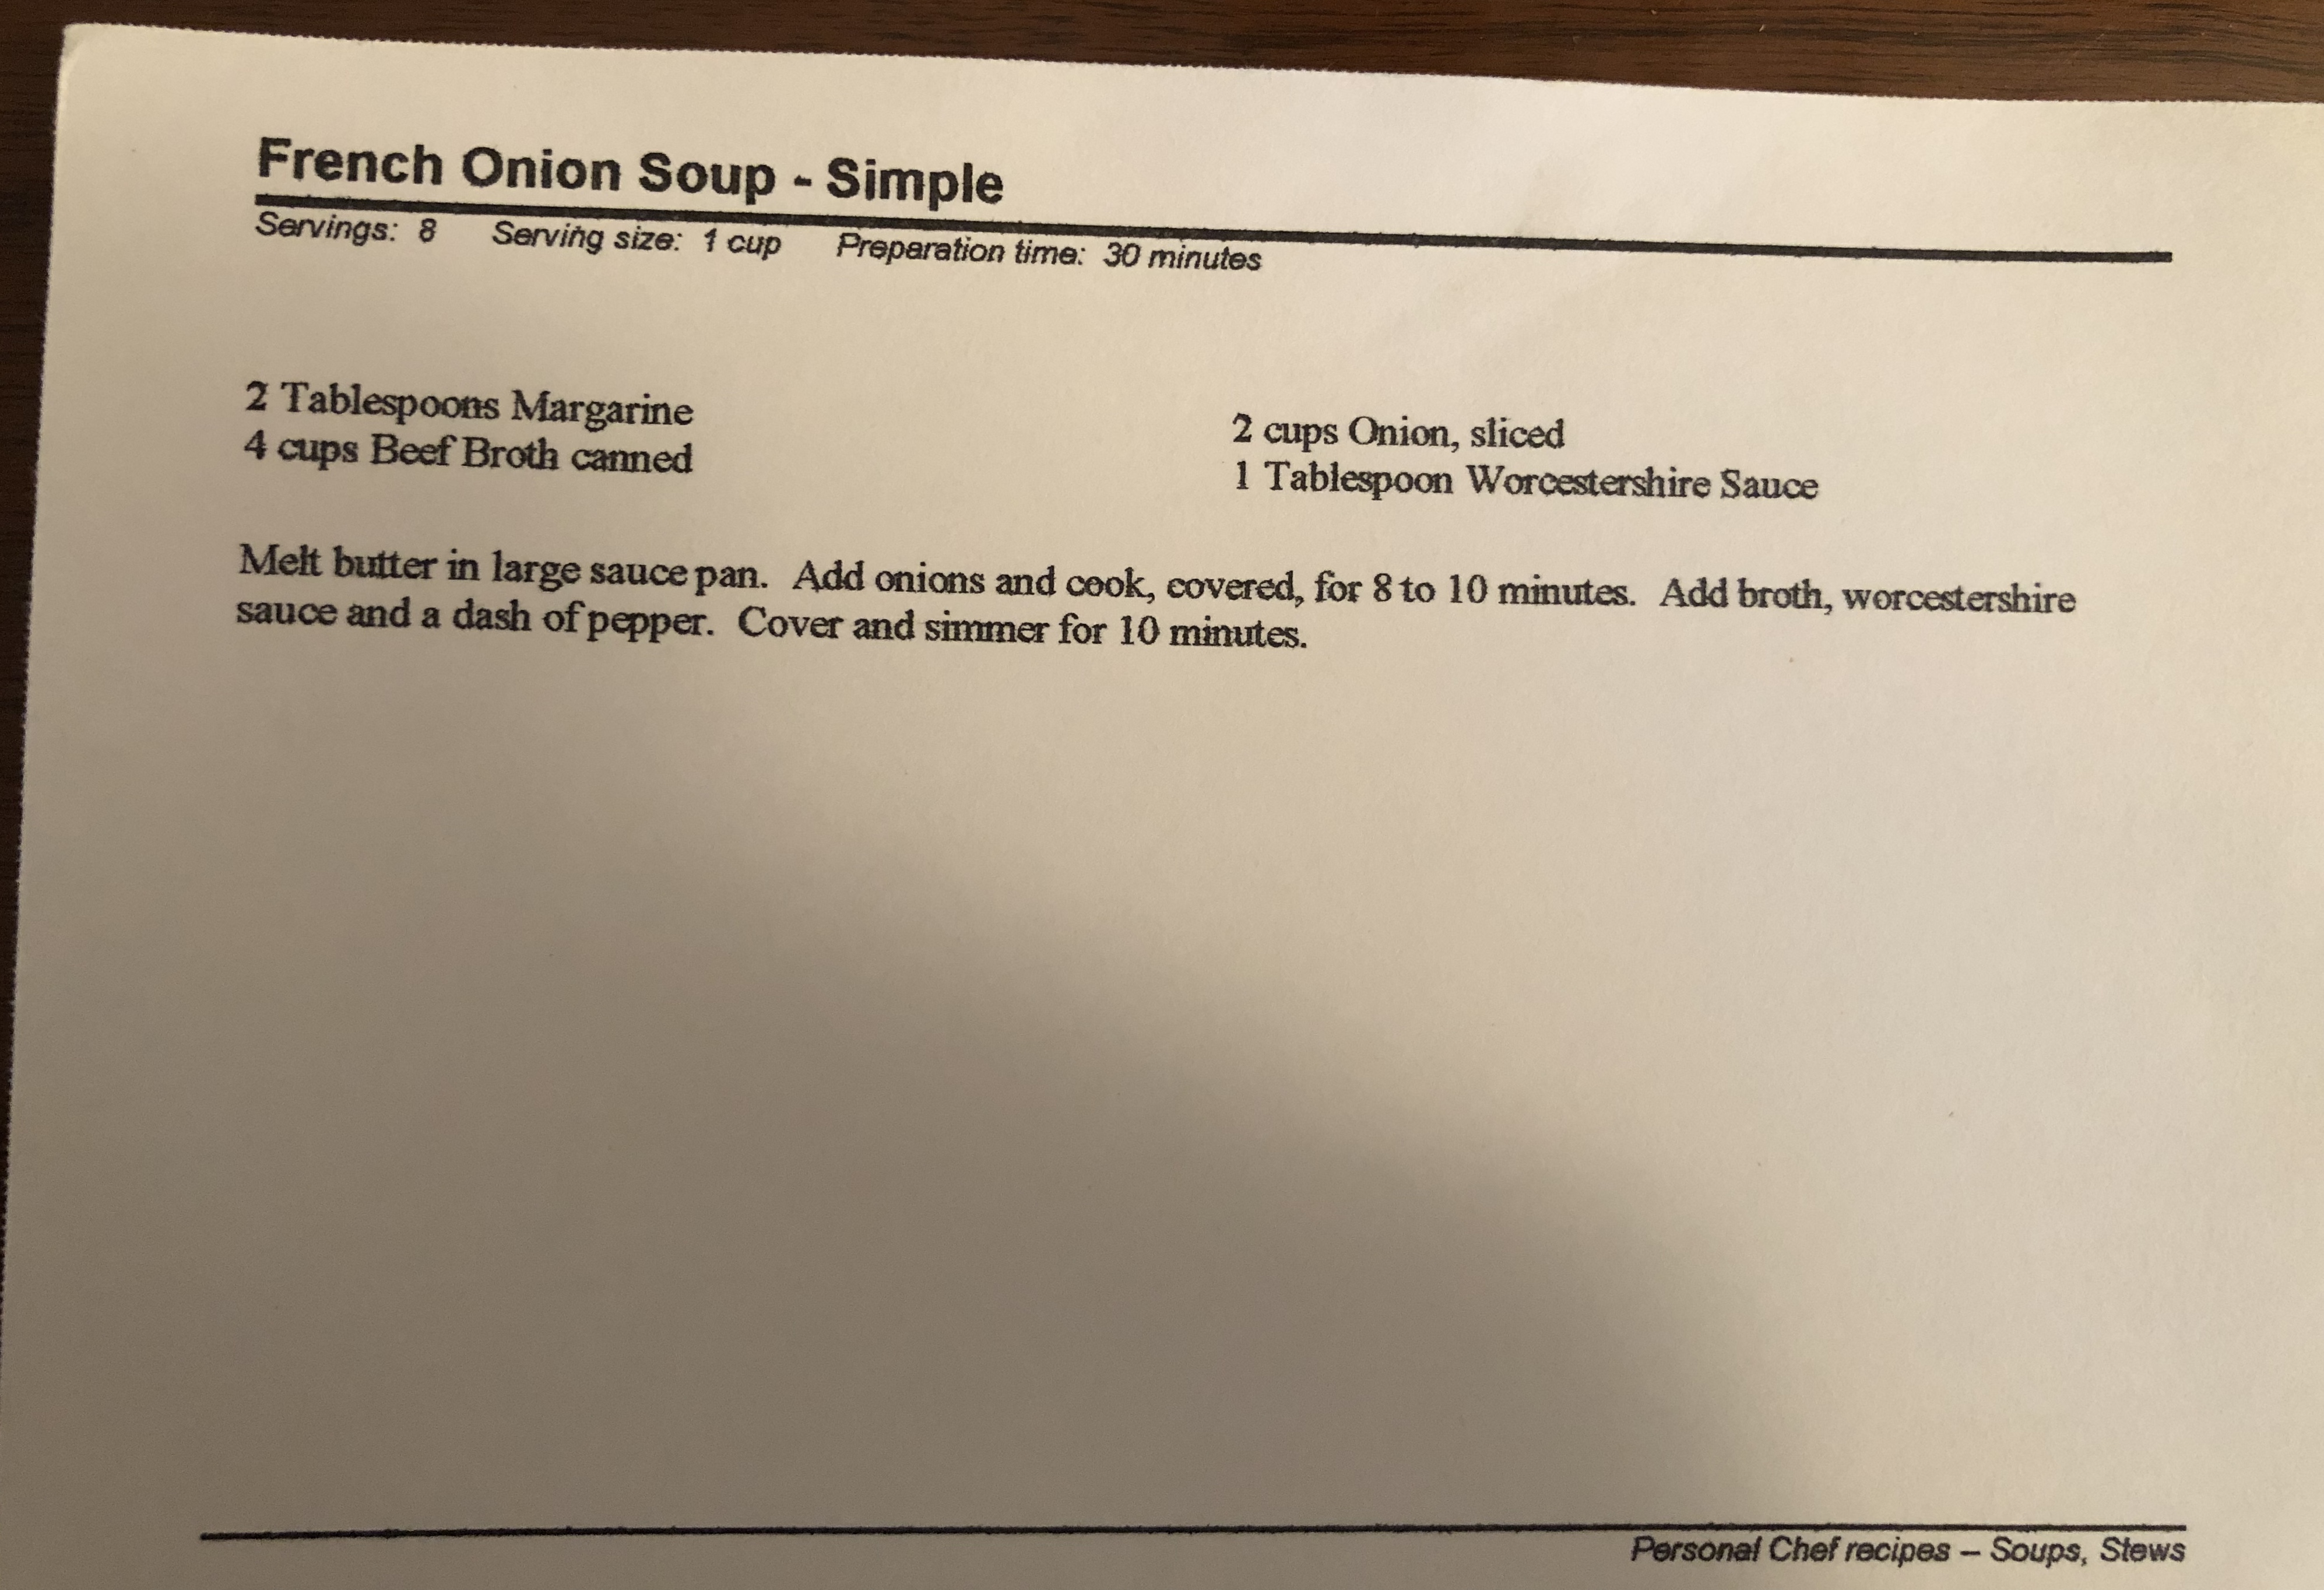 French Onion Soup - Simple
Servings: 8 Serving size: 1 cup Preparation time: 30 minutes
2 Tablespoons Margarine
4 cups Beef Broth canned
2 cups Onion, sliced
1 Tablespoon Worcestershire Sauce
Melt butter in large sauce pan. Add onions and cook, covered, for 8 to 10 minutes. Add broth, worcestershire
sauce and a dash of pepper. Cover and simmer for 10 minutes.
Personal Chef recipes – Soups, Stews